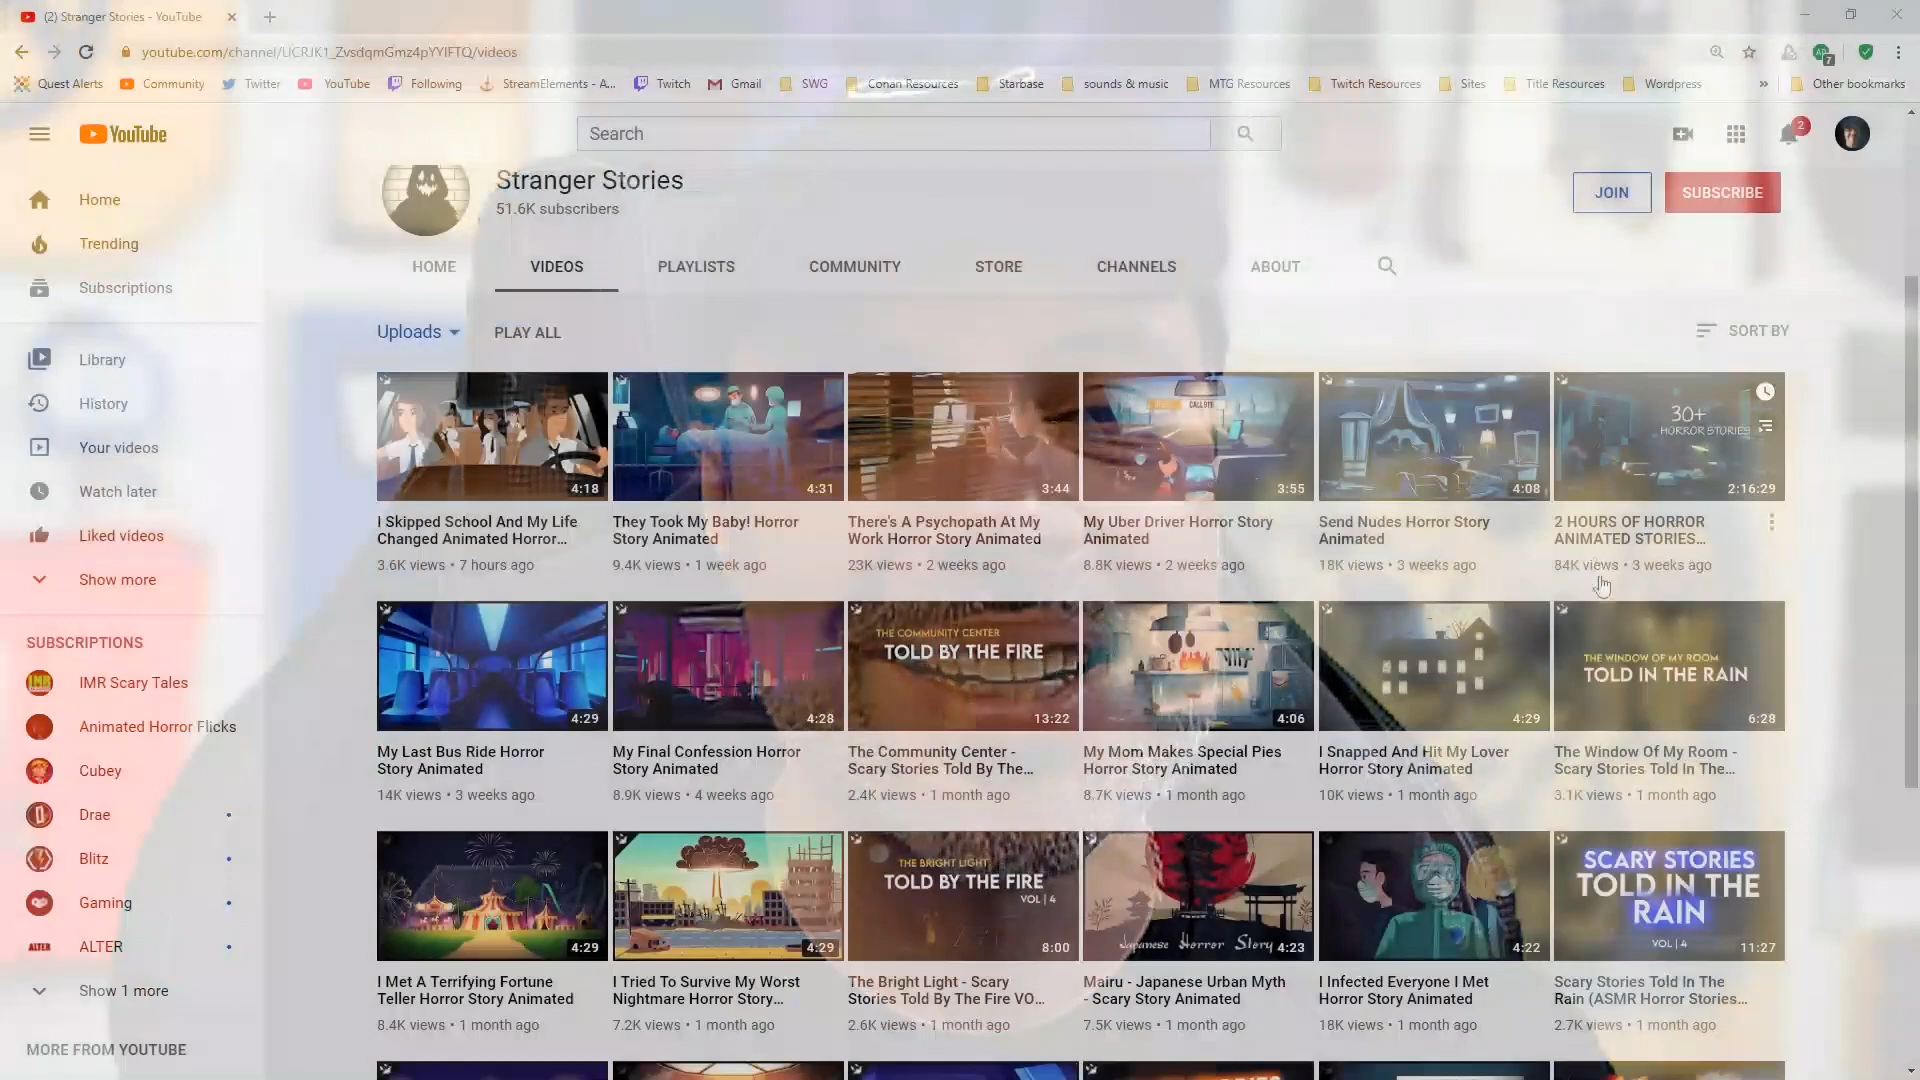 (2) Stranger Stories - YouTube
youtube.com/channel/UCRJK1_ZvsdqmGmz4pYYIFTQ/videos
Quest Alerts Community Twitter YouTube Following StreamElements - A... Twitch Gmail SWG Conan Resources Starbase sounds & music MTG Resources Twitch Resources Sites Title Resources Wordpress » Other bookmarks
YouTube
Search
2
Stranger Stories
51.6K subscribers
JOIN SUBSCRIBE
HOME VIDEOS PLAYLISTS COMMUNITY STORE CHANNELS ABOUT
Uploads PLAY ALL SORT BY
Home
Trending
Subscriptions
Library
History
Your videos
Watch later
Liked videos
Show more
SUBSCRIPTIONS
IMR Scary Tales
Animated Horror Flicks
Cubey
Drae
Blitz
Gaming
ALTER ALTER
Show 1 more
MORE FROM YOUTUBE
4:18
I Skipped School And My Life
Changed Animated Horror...
3.6K views • 7 hours ago
4:31
They Took My Baby! Horror
Story Animated
9.4K views • 1 week ago
3:44
There's A Psychopath At My
Work Horror Story Animated
23K views • 2 weeks ago
CALL 911
3:55
My Uber Driver Horror Story
Animated
8.8K views • 2 weeks ago
4:08
Send Nudes Horror Story
Animated
18K views • 3 weeks ago
30+
HORROR STORIES
2:16:29
2 HOURS OF HORROR
ANIMATED STORIES...
84K views • 3 weeks ago
4:29
My Last Bus Ride Horror
Story Animated
14K views • 3 weeks ago
4:28
My Final Confession Horror
Story Animated
8.9K views • 4 weeks ago
THE COMMUNITY CENTER
TOLD BY THE FIRE
13:22
The Community Center -
Scary Stories Told By The...
2.4K views • 1 month ago
4:06
My Mom Makes Special Pies
Horror Story Animated
8.7K views • 1 month ago
4:29
I Snapped And Hit My Lover
Horror Story Animated
10K views • 1 month ago
THE WINDOW OF MY ROOM
TOLD IN THE RAIN
6:28
The Window Of My Room -
Scary Stories Told In The...
3.1K views • 1 month ago
4:29
I Met A Terrifying Fortune
Teller Horror Story Animated
8.4K views • 1 month ago
4:29
I Tried To Survive My Worst
Nightmare Horror Story...
7.2K views • 1 month ago
THE BRIGHT LIGHT
TOLD BY THE FIRE
VOL | 4
8:00
The Bright Light - Scary
Stories Told By The Fire VO...
2.6K views • 1 month ago
Japanese Horror Story 4:23
Mairu - Japanese Urban Myth
- Scary Story Animated
7.5K views • 1 month ago
4:22
I Infected Everyone I Met
Horror Story Animated
18K views • 1 month ago
SCARY STORIES
TOLD IN THE
RAIN
VOL | 4
11:27
Scary Stories Told In The
Rain (ASMR Horror Stories...
2.7K views • 1 month ago